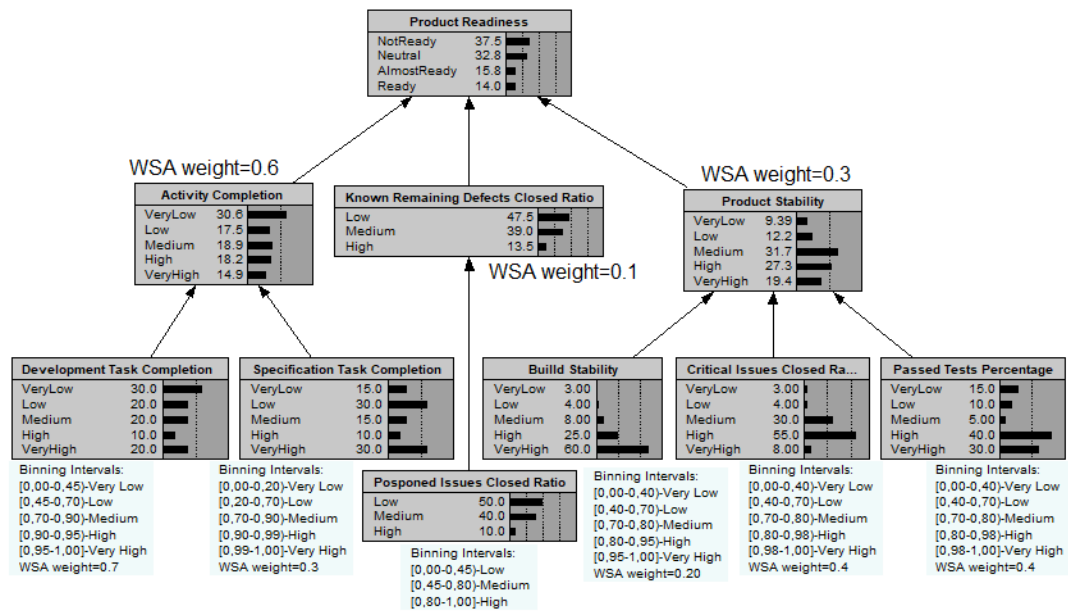 Product Readiness
NotReady 37.5
Neutral 32.8
AlmostReady 15.8
Ready 14.0
WSA weight=0.6
Activity Completion
VeryLow 30.6
Low 17.5
Medium 18.9
High 18.2
VeryHigh 14.9
Known Remaining Defects Closed Ratio
Low 47.5
Medium 39.0
High 13.5
WSA weight=0.1
WSA weight=0.3
Product Stability
VeryLow 9.39
Low 12.2
Medium 31.7
High 27.3
VeryHigh 19.4
Development Task Completion
VeryLow 30.0
Low 20.0
Medium 20.0
High 10.0
VeryHigh 20.0
Binning Intervals:
[0,00-0,45)-Very Low
[0,45-0,70)-Low
[0,70-0,90)-Medium
[0,90-0,95)-High
[0,95-1,00]-Very High
WSA weight=0.7
Specification Task Completion
VeryLow 15.0
Low 30.0
Medium 15.0
High 10.0
VeryHigh 30.0
Binning Intervals:
[0,00-0,20)-Very Low
[0,20-0,70)-Low
[0,70-0,90)-Medium
[0,90-0,99)-High
[0,99-1,00]-Very High
WSA weight=0.3
Posponed Issues Closed Ratio
Low 50.0
Medium 40.0
High 10.0
Binning Intervals:
[0,00-0,45)-Low
[0,45-0,80)-Medium
[0,80-1,00]-High
Builld Stability
VeryLow 3.00
Low 4.00
Medium 8.00
High 25.0
VeryHigh 60.0
Binning Intervals:
[0,00-0,40)-Very Low
[0,40-0,70)-Low
[0,70-0,80)-Medium
[0,80-0,95)-High
[0,95-1,00]-Very High
WSA weight=0.20
Critical Issues Closed Ra...
VeryLow 3.00
Low 4.00
Medium 30.0
High 55.0
VeryHigh 8.00
Binning Intervals:
[0,00-0,40)-Very Low
[0,40-0,70)-Low
[0,70-0,80)-Medium
[0,80-0,98)-High
[0,98-1,00]-Very High
WSA weight=0.4
Passed Tests Percentage
VeryLow 15.0
Low 10.0
Medium 5.00
High 40.0
VeryHigh 30.0
Binning Intervals:
[0,00-0,40)-Very Low
[0,40-0,70)-Low
[0,70-0,80)-Medium
[0,80-0,98)-High
[0,98-1,00]-Very High
WSA weight=0.4